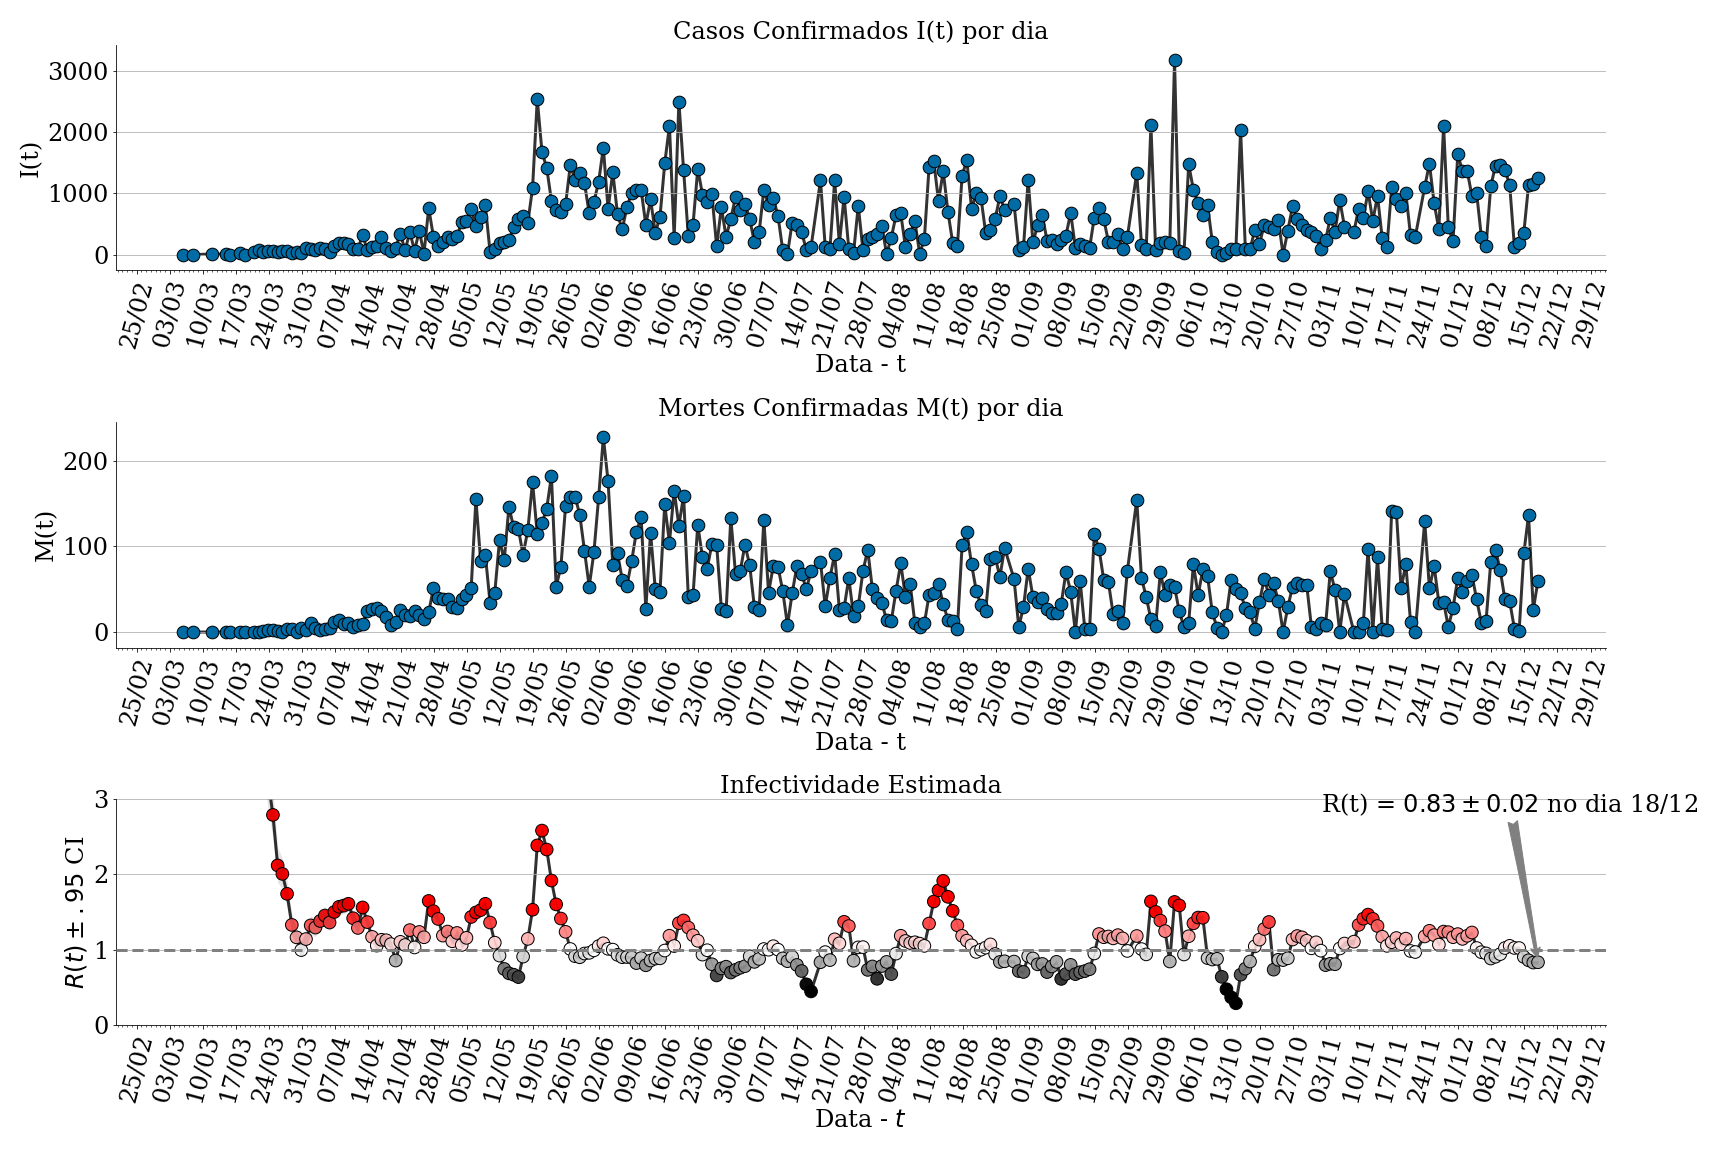 Casos Confirmados I(t) por dia
I(t)
3000
2000
1000
0
25/02 03/03 10/03 17/03 24/03 31/03 07/04 14/04 21/04 28/04 05/05 12/05 19/05 26/05 02/06 09/06 16/06 23/06 30/06 07/07 14/07 21/07 28/07 04/08 11/08 18/08 25/08 01/09 08/09 15/09 22/09 29/09 06/10 13/10 20/10 27/10 03/11 10/11 17/11 24/11 01/12 08/12 15/12 22/12 29/12
Data - t
Mortes Confirmadas M(t) por dia
M(t)
200
100
0
25/02 03/03 10/03 17/03 24/03 31/03 07/04 14/04 21/04 28/04 05/05 12/05 19/05 26/05 02/06 09/06 16/06 23/06 30/06 07/07 14/07 21/07 28/07 04/08 11/08 18/08 25/08 01/09 08/09 15/09 22/09 29/09 06/10 13/10 20/10 27/10 03/11 10/11 17/11 24/11 01/12 08/12 15/12 22/12 29/12
Data - t
Infectividade Estimada
R(t) = 0.83 ± 0.02 no dia 18/12
R(t) ± .95 CI
3
2
1
0
25/02 03/03 10/03 17/03 24/03 31/03 07/04 14/04 21/04 28/04 05/05 12/05 19/05 26/05 02/06 09/06 16/06 23/06 30/06 07/07 14/07 21/07 28/07 04/08 11/08 18/08 25/08 01/09 08/09 15/09 22/09 29/09 06/10 13/10 20/10 27/10 03/11 10/11 17/11 24/11 01/12 08/12 15/12 22/12 29/12
Data - t